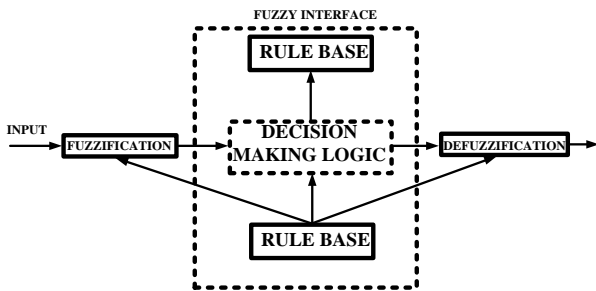 FUZZY INTERFACE
RULE BASE
INPUT
FUZZIFICATION
DECISION
MAKING LOGIC
DEFUZZIFICATION
RULE BASE